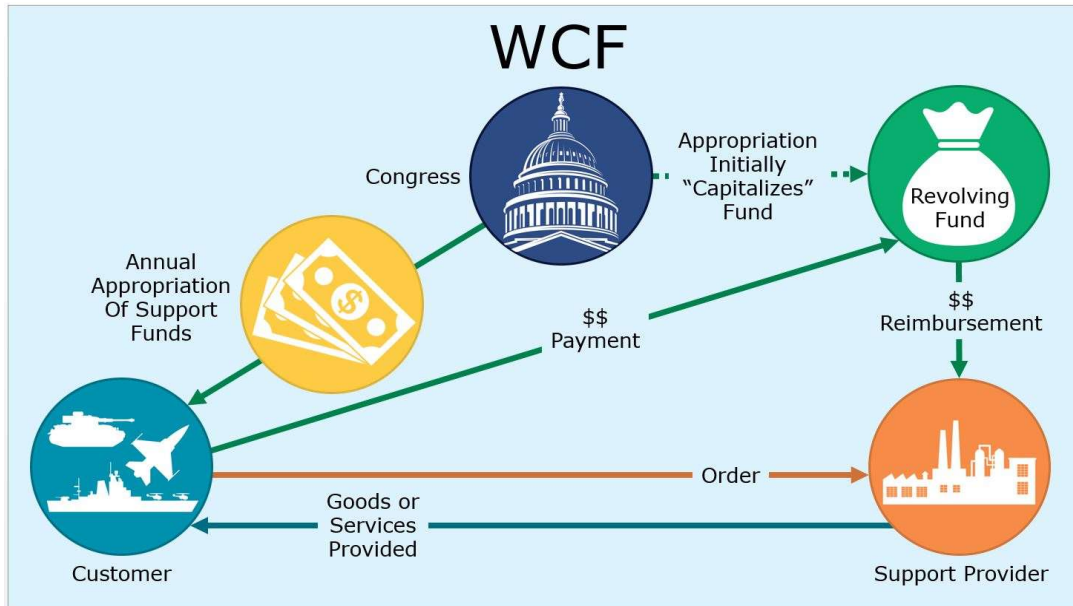 WCF
Congress
Appropriation
Initially
“Capitalizes”
Fund
Revolving
Fund
Annual
Appropriation
Of Support
Funds
$
$$
Payment
$$
Reimbursement
Order
Goods or
Services
Provided
Customer
Support Provider